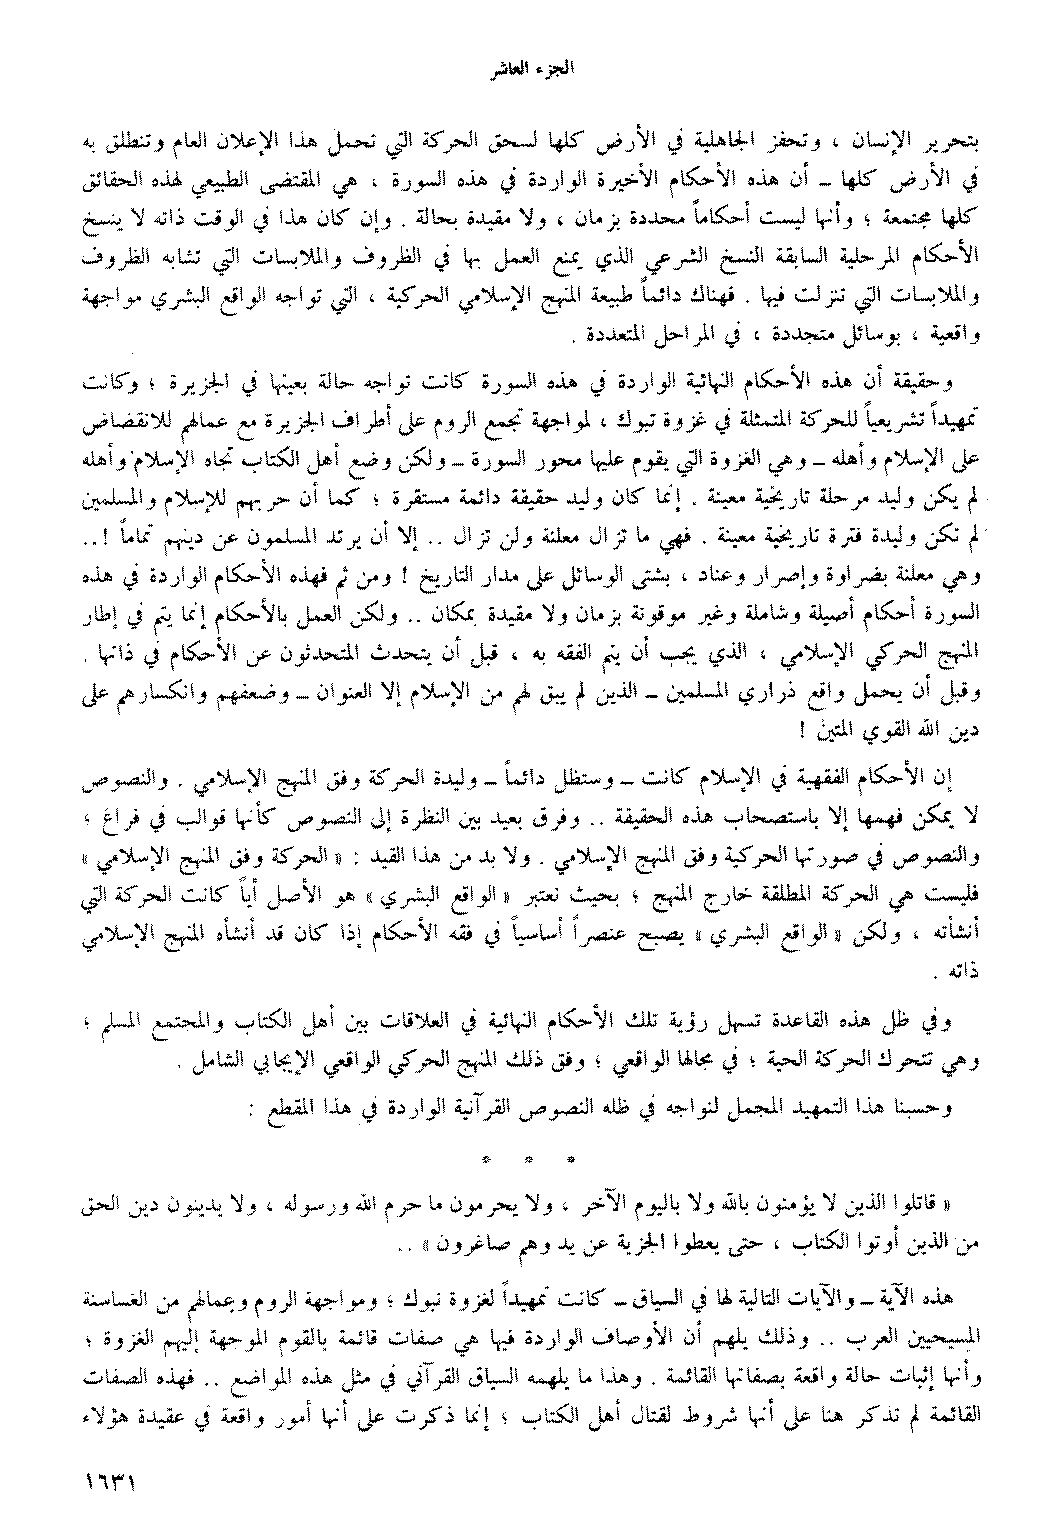 الجزء العاشر
بتحرير الإنسان ، وتحفز الجاهلية في الأرض كلها لسحق الحركة التي تحمل هذا الإعلان العام وتنطلق به
في الأرض كلها – أن هذه الأحكام الأخيرة الواردة في هذه السورة ، هي المقتضى الطبيعي لهذه الحقائق
كلها مجتمعة ؛ وأنها ليست أحكاماً محددة بزمان ، ولا مقيدة بحالة . وإن كان هذا في الوقت ذاته لا ينسخ
الأحكام المرحلية السابقة النسخ الشرعي الذي يمنع العمل بها في الظروف والملابسات التي تشابه الظروف
والملابسات التي تنزلت فيها . فهناك دائماً طبيعة المنهج الإسلامي الحركية ، التي تواجه الواقع البشري مواجهة
واقعية ، بوسائل متجددة ، في المراحل المتعددة .
وحقيقة أن هذه الأحكام النهائية الواردة في هذه السورة كانت تواجه حالة بعينها في الجزيرة ؛ وكانت
تمهيداً تشريعياً للحركة المتمثلة في غزوة تبوك ، لمواجهة تجمع الروم على أطراف الجزيرة مع عمالهم للانقضاض
على الإسلام وأهله – وهي الغزوة التي يقوم عليها محور السورة – ولكن وضع أهل الكتاب تجاه الإسلام وأهله
لم يكن وليد مرحلة تاريخية معينة . إنما كان وليد حقيقة دائمة مستقرة ؛ كما أن حربهم للإسلام والمسلمين
لم تكن وليدة فترة تاريخية معينة . فهي ما تزال معلنة ولن تزال .. إلا أن يرتد المسلمون عن دينهم تماماً !..
وهي معلنة بضراوة وإصرار وعناد ، بشتى الوسائل على مدار التاريخ ! ومن ثم فهذه الأحكام الواردة في هذه
السورة أحكام أصيلة وشاملة وغير موقوتة بزمان ولا مقيدة بمكان .. ولكن العمل بالأحكام إنما يتم في إطار
المنهج الحركي الإسلامي ، الذي يجب أن يتم الفقه به ، قبل أن يتحدث المتحدثون عن الأحكام في ذاتها .
وقبل أن يحمل واقع ذراري المسلمين – الذين لم يبق لهم من الإسلام إلا العنوان – وضعفهم وانكسارهم على
دين الله القوي المتين !
إن الأحكام الفقهية في الإسلام كانت – وستظل دائماً – وليدة الحركة وفق المنهج الإسلامي . والنصوص
لا يمكن فهمها إلا باستصحاب هذه الحقيقة .. وفرق بعيد بين النظرة إلى النصوص كأنها قوالب في فراغ ؛
والنصوص في صورتها الحركية وفق المنهج الإسلامي . ولا بد من هذا القيد : « الحركة وفق المنهج الإسلامي »
فليست هي الحركة المطلقة خارج المنهج ؛ بحيث نعتبر « الواقع البشري » هو الأصل أياً كانت الحركة التي
أنشأته ، ولكن « الواقع البشري » يصبح عنصراً أساسياً في فقه الأحكام إذا كان قد أنشأه المنهج الإسلامي
ذاته .
وفي ظل هذه القاعدة تسهل رؤية تلك الأحكام النهائية في العلاقات بين أهل الكتاب والمجتمع المسلم ؛
وهي تتحرك الحركة الحية ؛ في مجالها الواقعي ؛ وفق ذلك المنهج الحركي الواقعي الإيجابي الشامل .
وحسبنا هذا التمهيد المجمل لنواجه في ظله النصوص القرآنية الواردة في هذا المقطع :
* * *
« قاتلوا الذين لا يؤمنون بالله ولا باليوم الآخر ، ولا يحرمون ما حرم الله ورسوله ، ولا يدينون دين الحق
من الذين أوتوا الكتاب ، حتى يعطوا الجزية عن يد وهم صاغرون » ..
هذه الآية – والآيات التالية لها في السياق – كانت تمهيداً لغزوة تبوك ؛ ومواجهة الروم وعمالهم من الغساسنة
المسيحيين العرب .. وذلك يلهم أن الأوصاف الواردة فيها هي صفات قائمة بالقوم الموجهة إليهم الغزوة ؛
وأنها إثبات حالة واقعة بصفاتها القائمة . وهذا ما يلهمه السياق القرآني في مثل هذه المواضع .. فهذه الصفات
القائمة لم تذكر هنا على أنها شروط لقتال أهل الكتاب ؛ إنما ذكرت على أنها أمور واقعة في عقيدة هؤلاء
١٦٣١